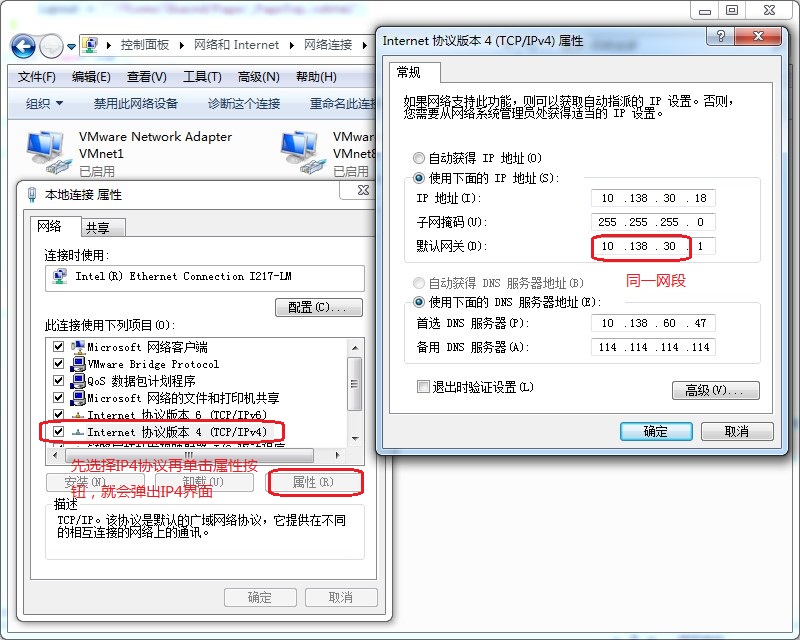 控制面板 ▸ 网络和 Internet ▸ 网络连接 ▸
文件(F) 编辑(E) 查看(V) 工具(T) 高级(N) 帮助(H)
组织 ▼ 禁用此网络设备 诊断这个连接 重命名此连接
VMware Network Adapter
VMnet1
已启用
VMwar
VMnet8
已启用
本地连接 属性
网络 共享
连接时使用:
Intel(R) Ethernet Connection I217-LM
配置(C)...
此连接使用下列项目(O):
Microsoft 网络客户端
VMware Bridge Protocol
QoS 数据包计划程序
Microsoft 网络的文件和打印机共享
Internet 协议版本 6 (TCP/IPv6)
Internet 协议版本 4 (TCP/IPv4)
先选择IP4协议再单击属性按
钮，就会弹出IP4界面
安装(N)... 卸载(U) 属性(R)
描述
TCP/IP。该协议是默认的广域网络协议，它提供在不同
的相互连接的网络上的通讯。
确定 取消
Internet 协议版本 4 (TCP/IPv4) 属性
常规
如果网络支持此功能，则可以获取自动指派的 IP 设置。否则，
您需要从网络系统管理员处获得适当的 IP 设置。
自动获得 IP 地址(O)
使用下面的 IP 地址(S):
IP 地址(I): 10 .138 .30 .18
子网掩码(U): 255 .255 .255 .0
默认网关(D): 10 .138 .30 .1
同一网段
自动获得 DNS 服务器地址(B)
使用下面的 DNS 服务器地址(E):
首选 DNS 服务器(P): 10 .138 .60 .47
备用 DNS 服务器(A): 114 .114 .114 .114
退出时验证设置(L)
高级(V)...
确定 取消